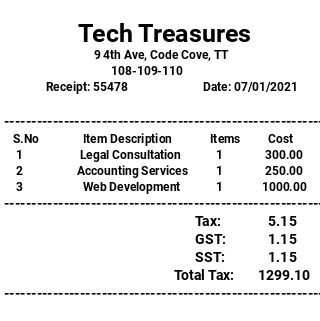 Tech Treasures
9 4th Ave, Code Cove, TT
108-109-110
Receipt: 55478 Date: 07/01/2021
S.No Item Description Items Cost
1 Legal Consultation 1 300.00
2 Accounting Services 1 250.00
3 Web Development 1 1000.00
Tax: 5.15
GST: 1.15
SST: 1.15
Total Tax: 1299.10